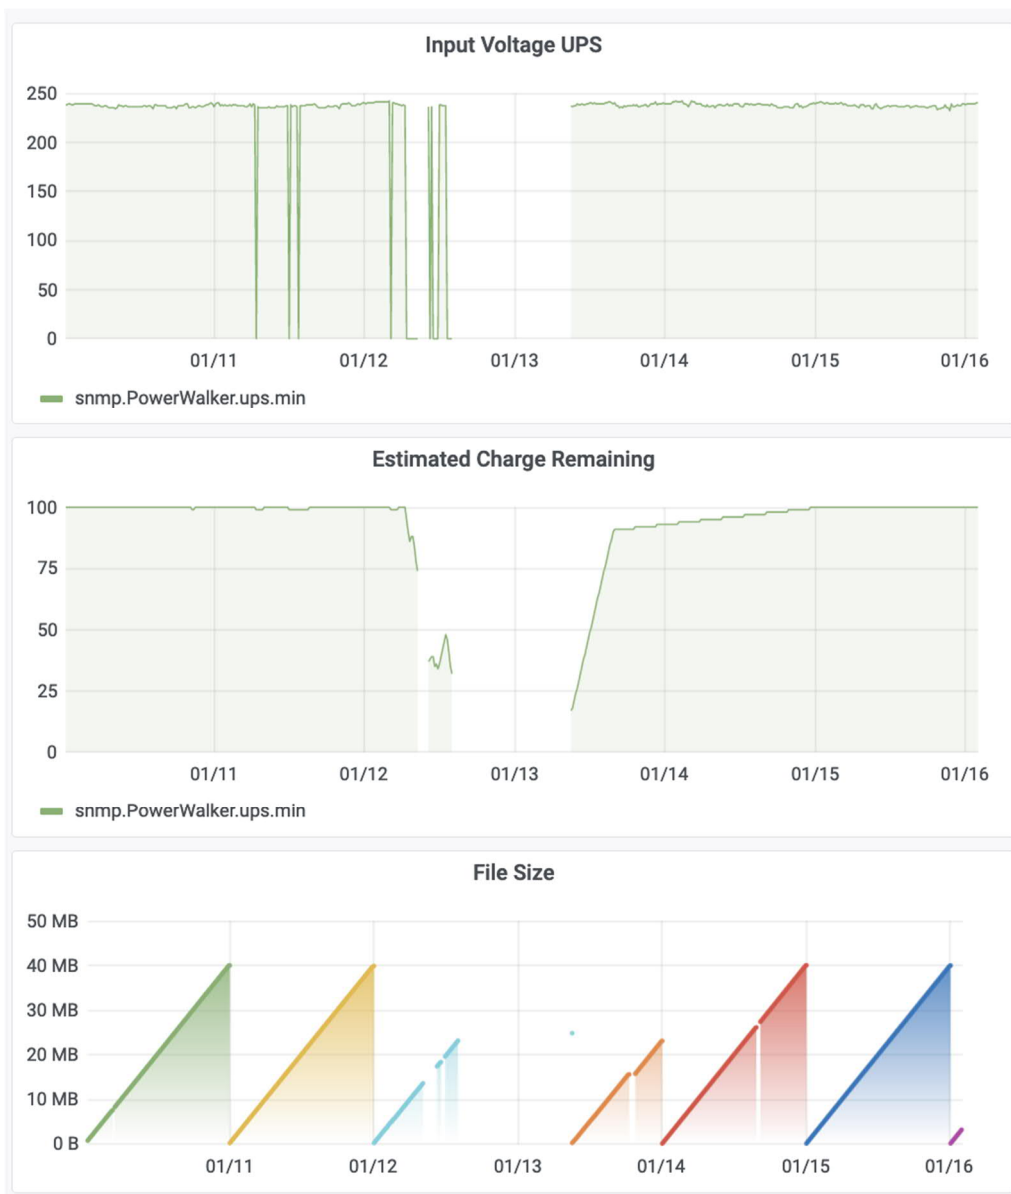 Input Voltage UPS
250
200
150
100
50
0
01/11 01/12 01/13 01/14 01/15 01/16
snmp.PowerWalker.ups.min
Estimated Charge Remaining
100
75
50
25
0
01/11 01/12 01/13 01/14 01/15 01/16
snmp.PowerWalker.ups.min
File Size
50 MB
40 MB
30 MB
20 MB
10 MB
0 B
01/11 01/12 01/13 01/14 01/15 01/16